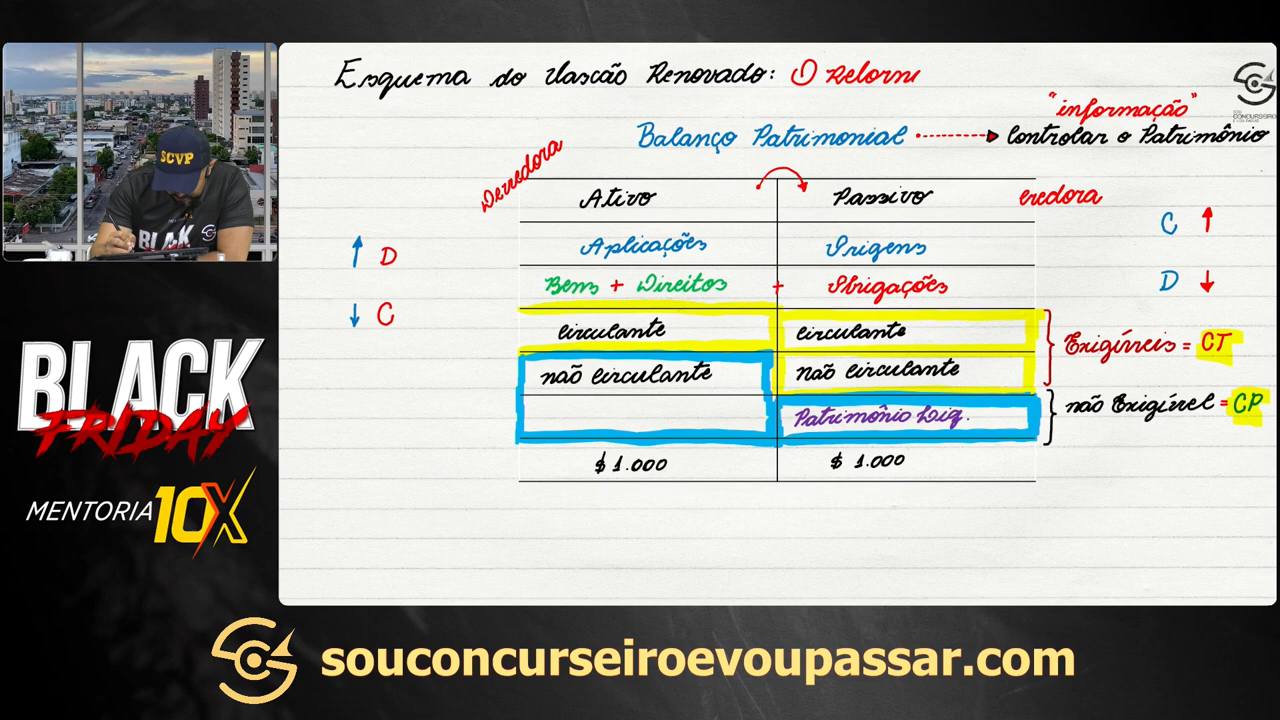 Esquema do Vascão Renovado: O Retorn
"informação"
Balanço Patrimonial
Controlar o Patrimônio
Derredora
Ativo
Passivo
credora
C
Aplicações
Origens
D
Bens + Direitos
+
Obrigações
D
C
circulante
circulante
Exigíveis = CT
não circulante
não circulante
não Exigível = CP
Patrimônio Líq.
$ 1.000
$ 1.000
SCVP
BLACK
BLACK
FRIDAY
MENTORIA 10X
souconcurseiroevoupassar.com